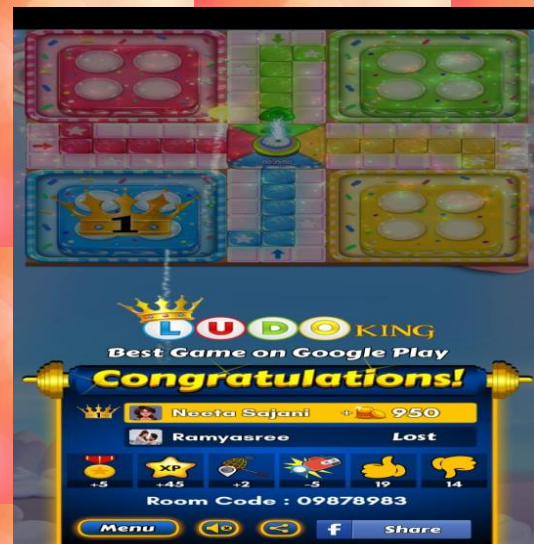 1
LUDO KING
Best Game on Google Play
Congratulations!
Neeta Sajani + 950
Ramyasree Lost
XP
+5 +45 +2 -5 19 14
Room Code : 09878983
Menu f Share